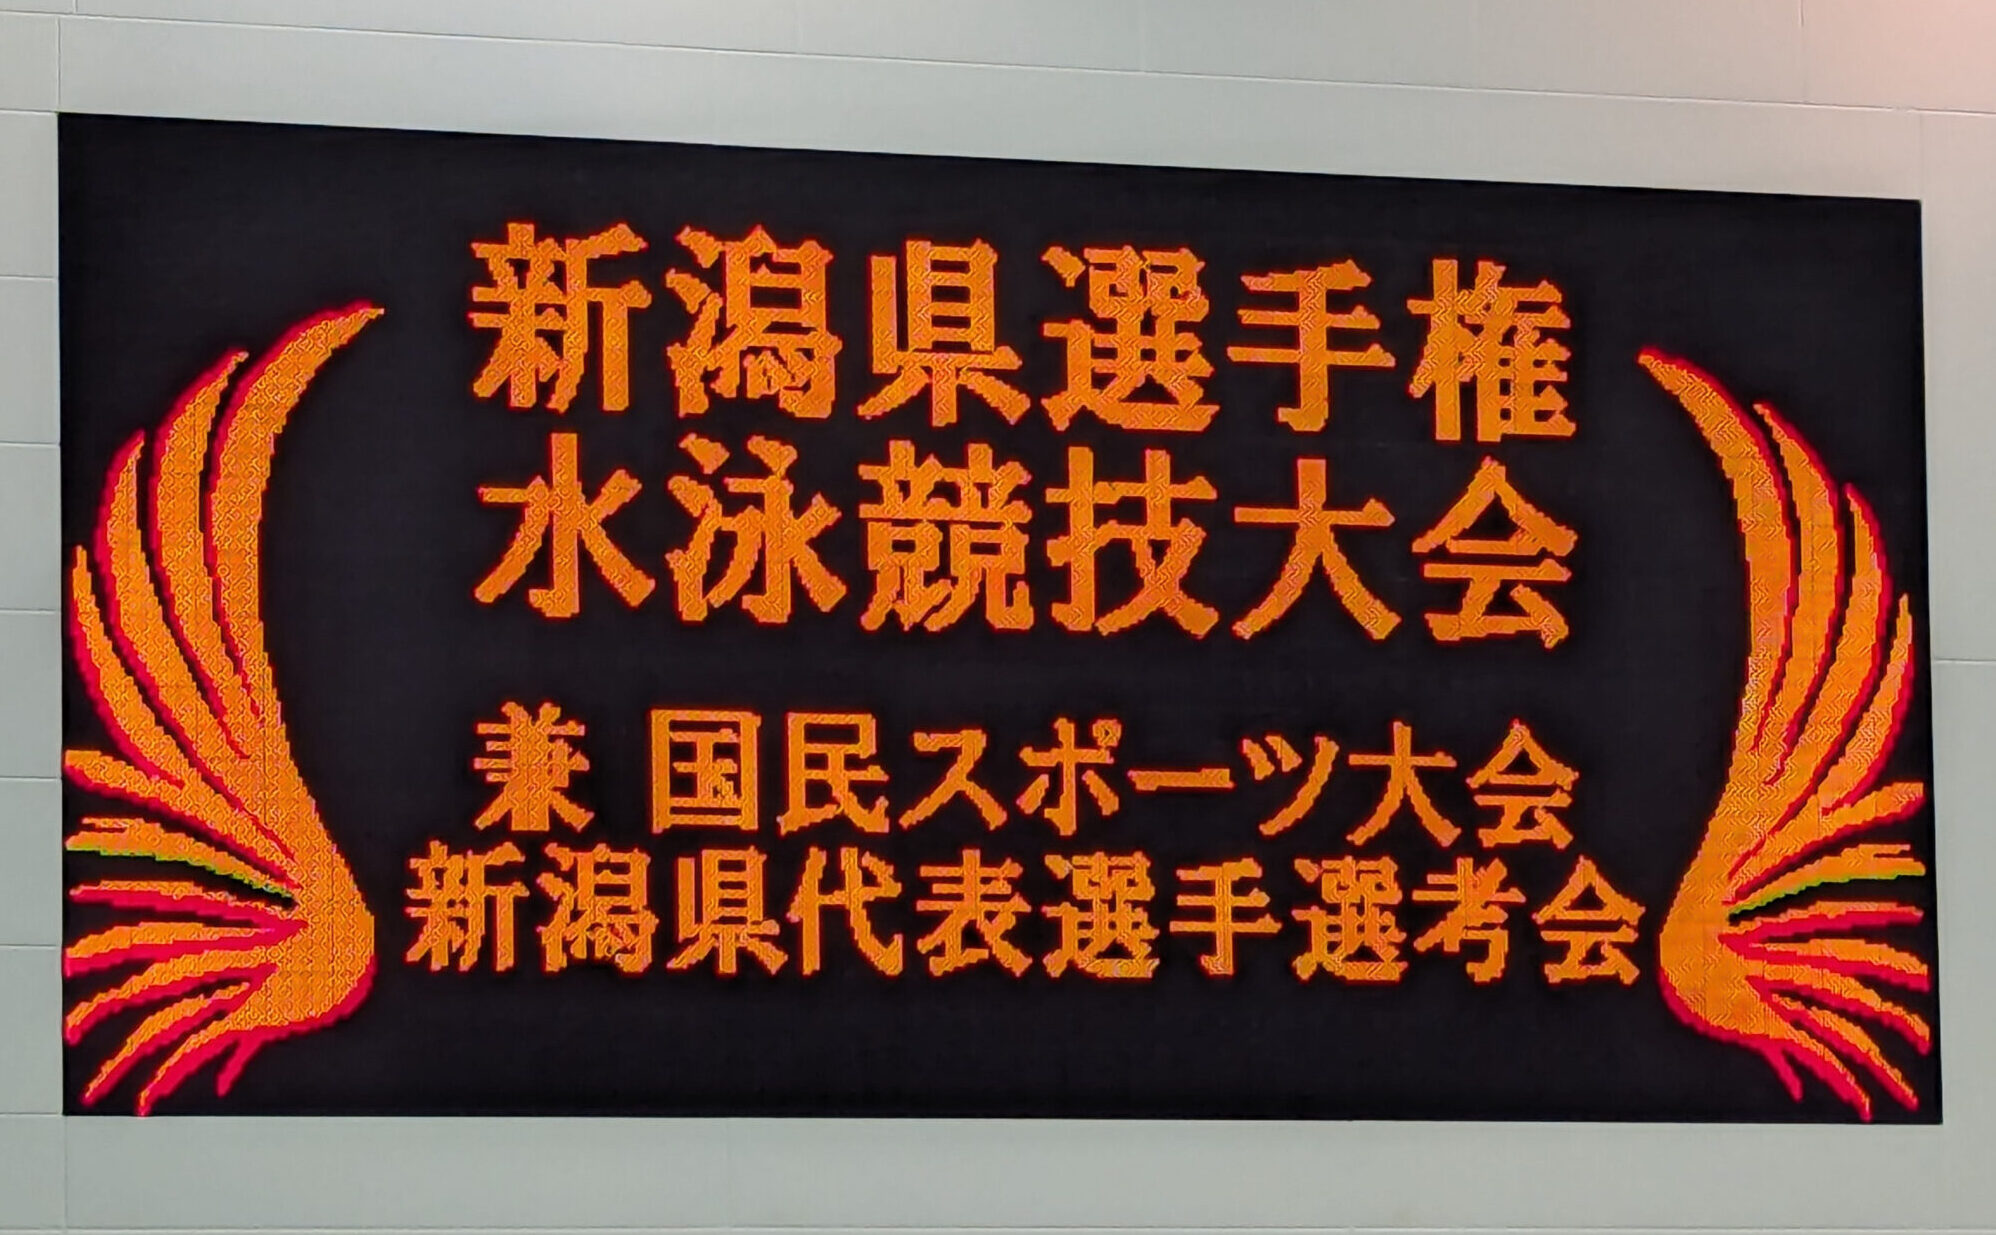 新潟県選手権
水泳競技大会
兼 国民スポーツ大会
新潟県代表選手選考会